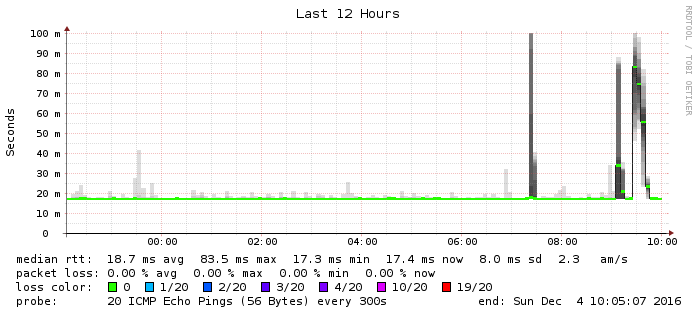 Last 12 Hours
RRDTOOL / TOBI OETIKER
Seconds
100 m
90 m
80 m
70 m
60 m
50 m
40 m
30 m
20 m
10 m
0
00:00 02:00 04:00 06:00 08:00 10:00
median rtt: 18.7 ms avg 83.5 ms max 17.3 ms min 17.4 ms now 8.0 ms sd 2.3 am/s
packet loss: 0.00 % avg 0.00 % max 0.00 % min 0.00 % now
loss color: 0 1/20 2/20 3/20 4/20 10/20 19/20
probe: 20 ICMP Echo Pings (56 Bytes) every 300s end: Sun Dec 4 10:05:07 2016